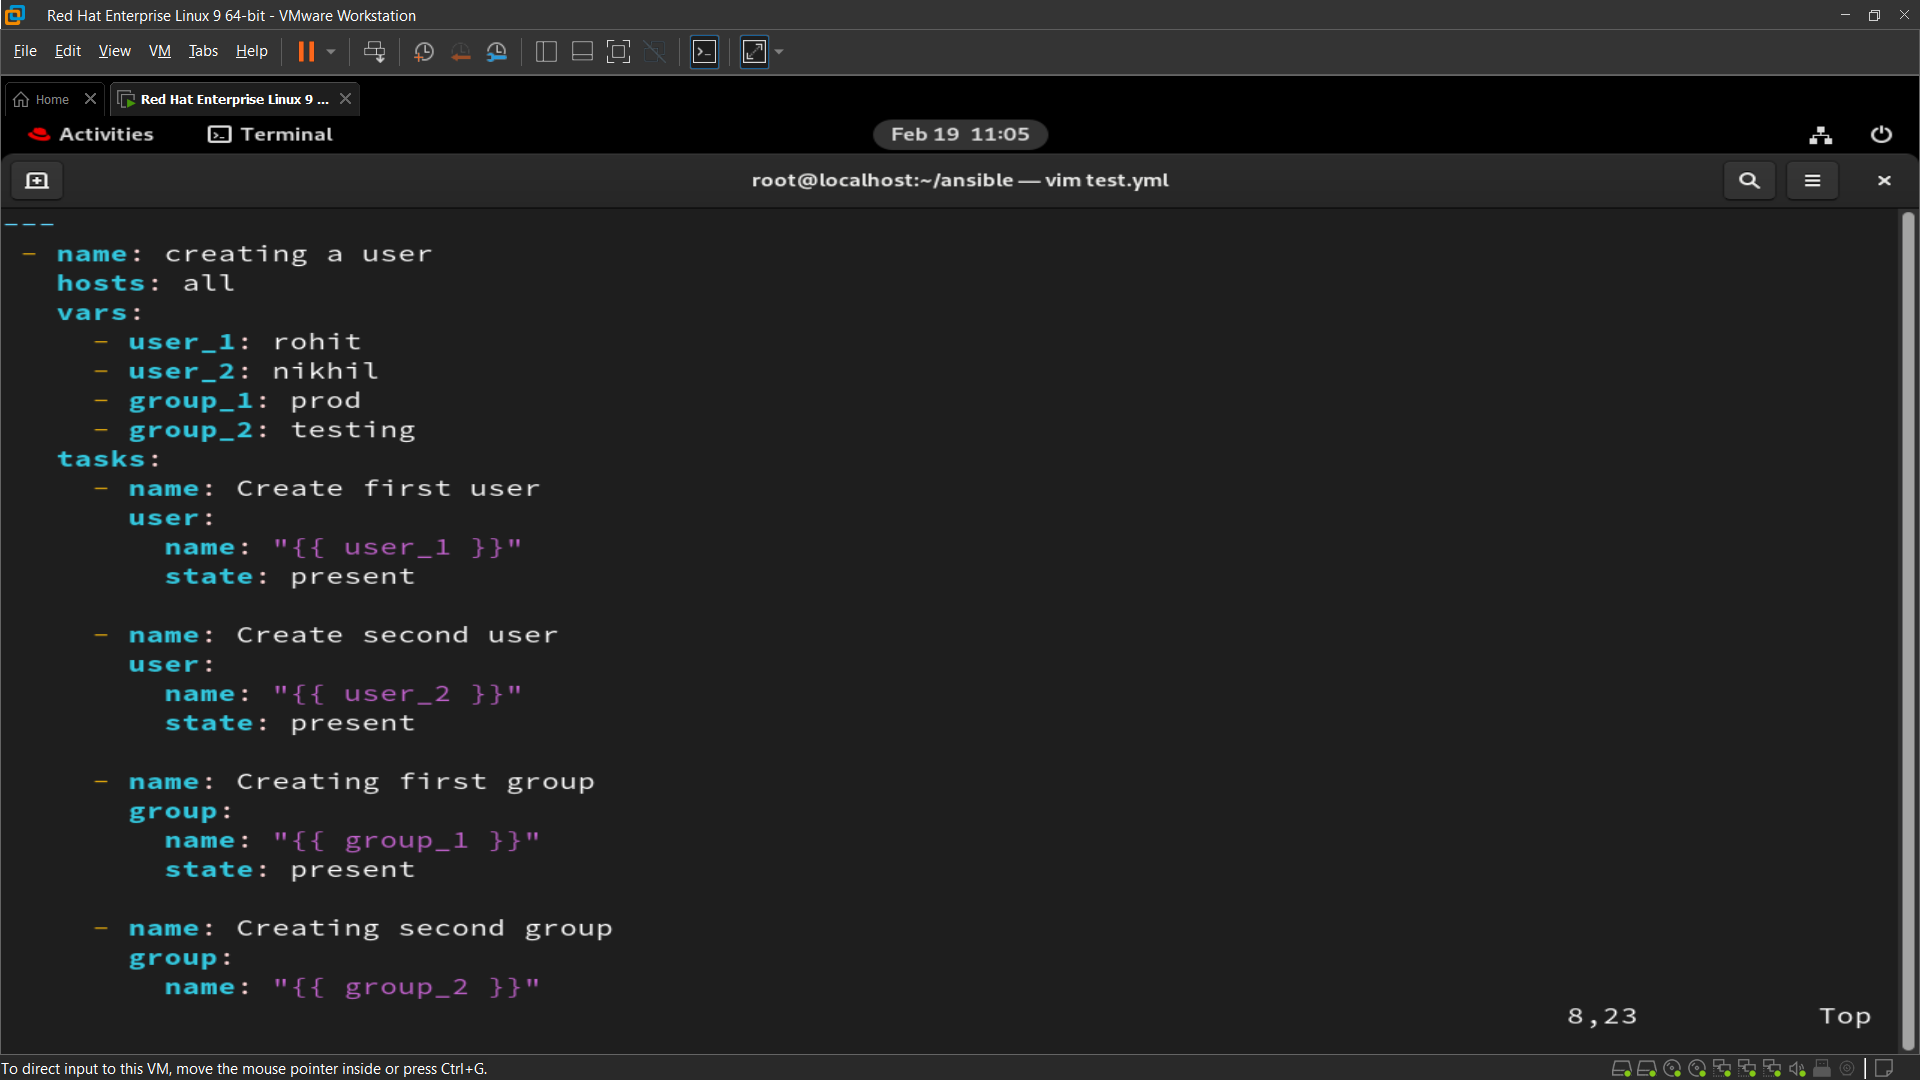 Red Hat Enterprise Linux 9 64-bit - VMware Workstation
File Edit View VM Tabs Help
Home Red Hat Enterprise Linux 9 ...
Activities Terminal Feb 19 11:05
root@localhost:~/ansible — vim test.yml
---
 - name: creating a user
   hosts: all
   vars:
     - user_1: rohit
     - user_2: nikhil
     - group_1: prod
     - group_2: testing
   tasks:
     - name: Create first user
       user:
         name: "{{ user_1 }}"
         state: present

     - name: Create second user
       user:
         name: "{{ user_2 }}"
         state: present

     - name: Creating first group
       group:
         name: "{{ group_1 }}"
         state: present

     - name: Creating second group
       group:
         name: "{{ group_2 }}"
8,23 Top
To direct input to this VM, move the mouse pointer inside or press Ctrl+G.